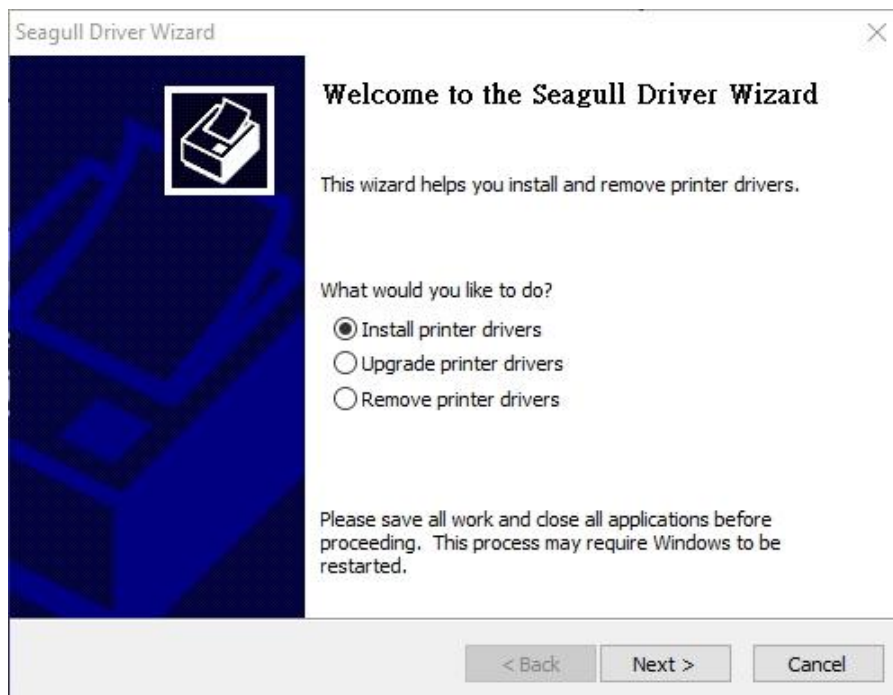 Seagull Driver Wizard
Welcome to the Seagull Driver Wizard
This wizard helps you install and remove printer drivers.
What would you like to do?
Install printer drivers
Upgrade printer drivers
Remove printer drivers
Please save all work and close all applications before
proceeding. This process may require Windows to be
restarted.
< Back Next > Cancel